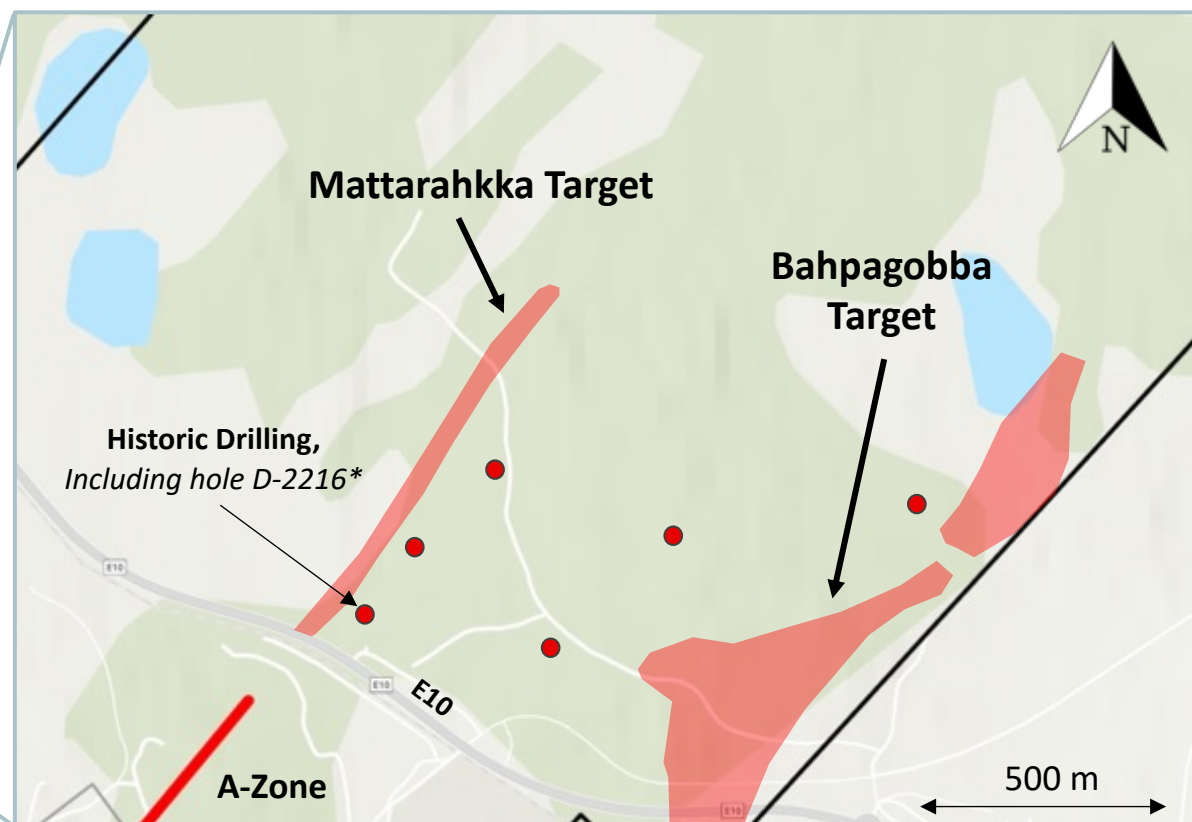 N
Mattarahkka Target
Bahpagobba
Target
Historic Drilling,
Including hole D-2216*
E10
E10
E10
A-Zone
500 m
E10